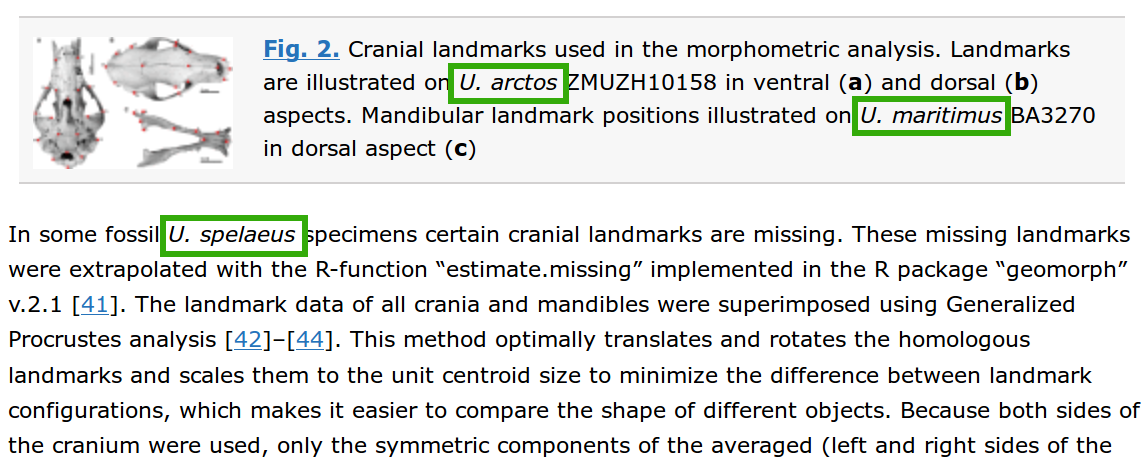 Fig. 2. Cranial landmarks used in the morphometric analysis. Landmarks
are illustrated on U. arctos ZMUZH10158 in ventral (a) and dorsal (b)
aspects. Mandibular landmark positions illustrated on U. maritimus BA3270
in dorsal aspect (c)
In some fossil U. spelaeus specimens certain cranial landmarks are missing. These missing landmarks
were extrapolated with the R-function “estimate.missing” implemented in the R package “geomorph”
v.2.1 [41]. The landmark data of all crania and mandibles were superimposed using Generalized
Procrustes analysis [42]–[44]. This method optimally translates and rotates the homologous
landmarks and scales them to the unit centroid size to minimize the difference between landmark
configurations, which makes it easier to compare the shape of different objects. Because both sides of
the cranium were used, only the symmetric components of the averaged (left and right sides of the